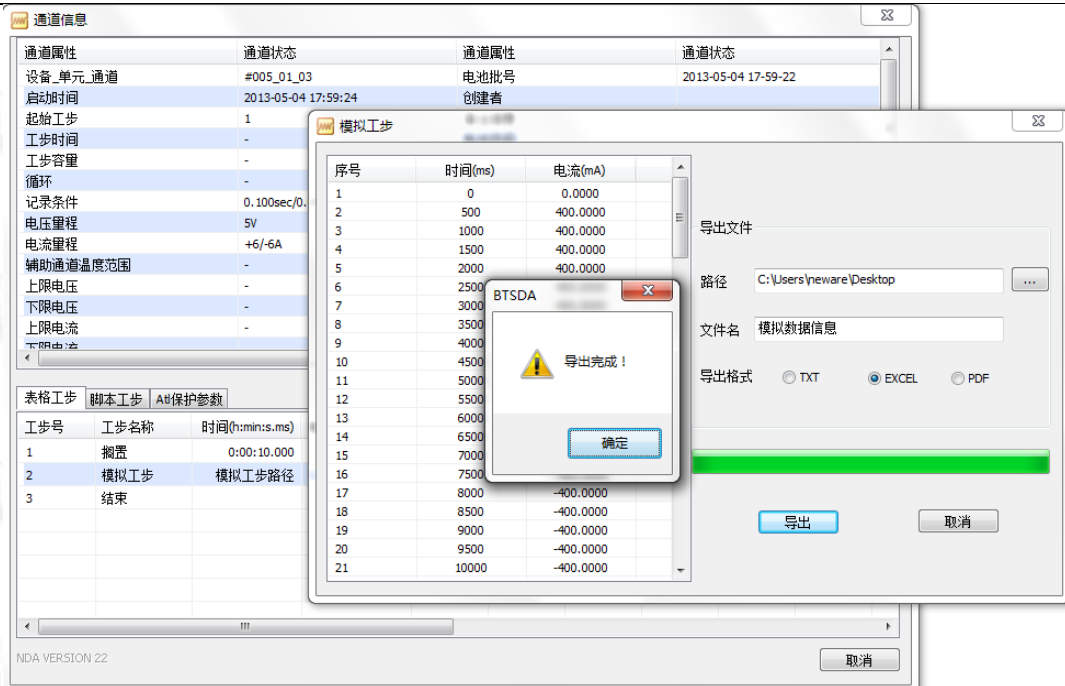 通道信息
通道属性 通道状态 通道属性 通道状态
设备_单元_通道 #005_01_03 电池批号 2013-05-04 17-59-22
启动时间 2013-05-04 17:59:24 创建者
起始工步 1
工步时间 -
工步容量 -
循环 -
记录条件 0.100sec/0.
电压量程 5V
电流量程 +6/-6A
辅助通道温度范围 -
上限电压 -
下限电压 -
上限电流 -
下限电流
表格工步 脚本工步 Atl保护参数
工步号 工步名称 时间(h:min:s.ms)
1 搁置 0:00:10.000
2 模拟工步 模拟工步路径
3 结束
NDA VERSION 22
取消
模拟工步
序号 时间(ms) 电流(mA)
1 0 0.0000
2 500 400.0000
3 1000 400.0000
4 1500 400.0000
5 2000 400.0000
6 2500
7 3000
8 3500
9 4000
10 4500
11 5000
12 5500
13 6000
14 6500
15 7000
16 7500
17 8000 -400.0000
18 8500 -400.0000
19 9000 -400.0000
20 9500 -400.0000
21 10000 -400.0000
导出文件
路径 C:\Users\neware\Desktop ...
文件名 模拟数据信息
导出格式 TXT EXCEL PDF
导出 取消
BTSDA
导出完成！
确定